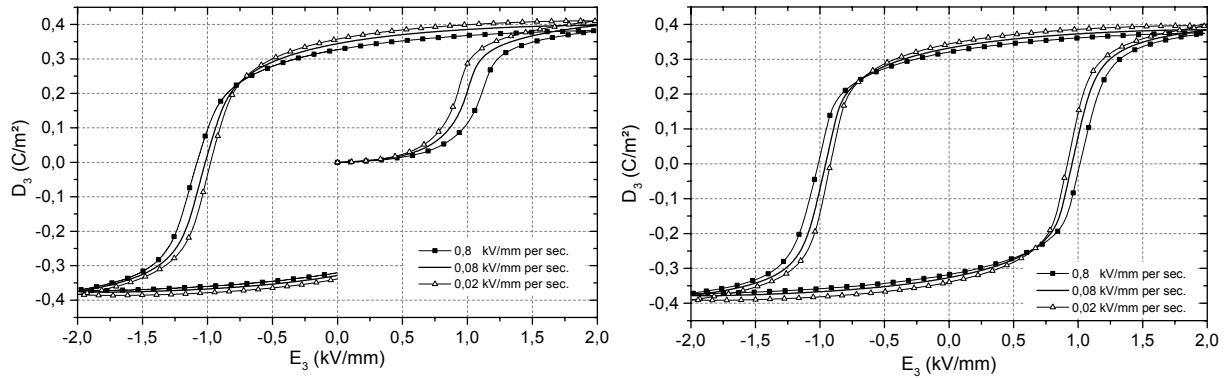 0,4
0,3
0,2
0,1
0,0
-0,1
-0,2
-0,3
-0,4
D₃ (C/m²)
0,8 kV/mm per sec.
0,08 kV/mm per sec.
0,02 kV/mm per sec.
-2,0 -1,5 -1,0 -0,5 0,0 0,5 1,0 1,5 2,0
E₃ (kV/mm)
0,4
0,3
0,2
0,1
0,0
-0,1
-0,2
-0,3
-0,4
D₃ (C/m²)
0,8 kV/mm per sec.
0,08 kV/mm per sec.
0,02 kV/mm per sec.
-2,0 -1,5 -1,0 -0,5 0,0 0,5 1,0 1,5 2,0
E₃ (kV/mm)